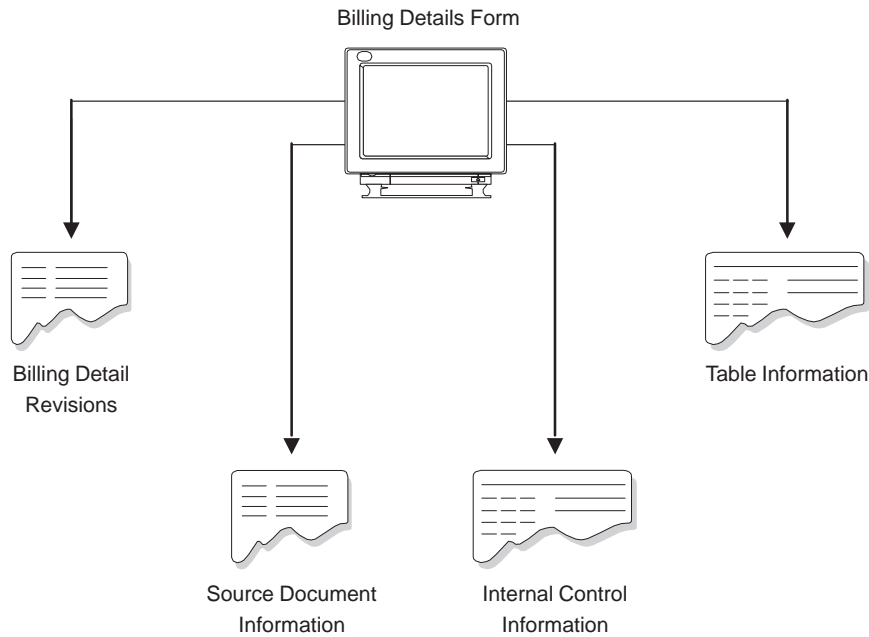 Billing Details Form
Billing Detail
Revisions
Table Information
Source Document
Information
Internal Control
Information